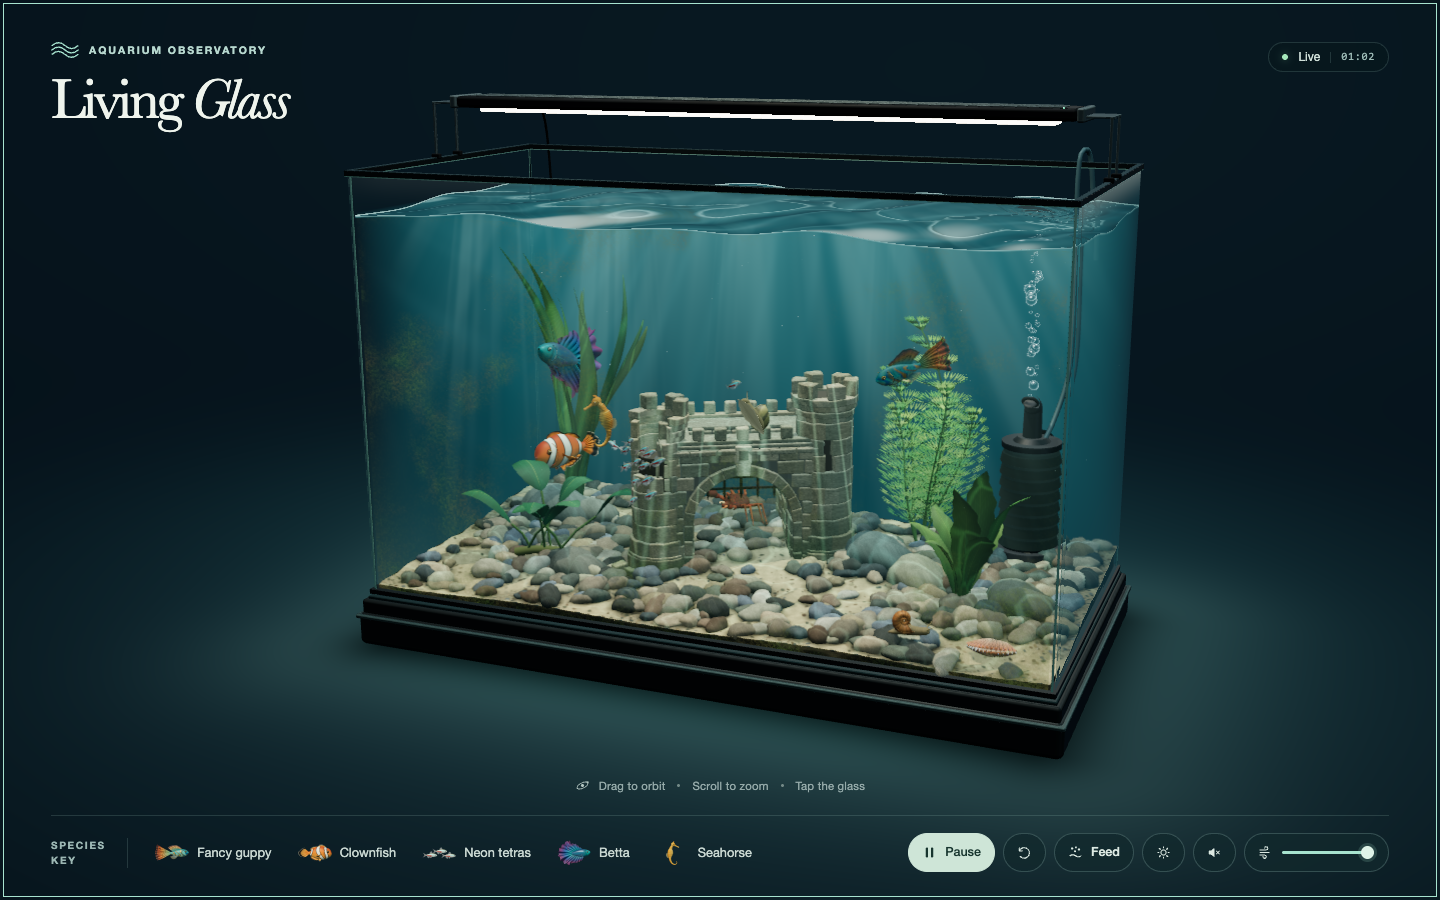 AQUARIUM OBSERVATORY
Living Glass
Live
01:02
Drag to orbit • Scroll to zoom • Tap the glass
SPECIES
KEY
Fancy guppy
Clownfish
Neon tetras
Betta
Seahorse
Pause
Feed